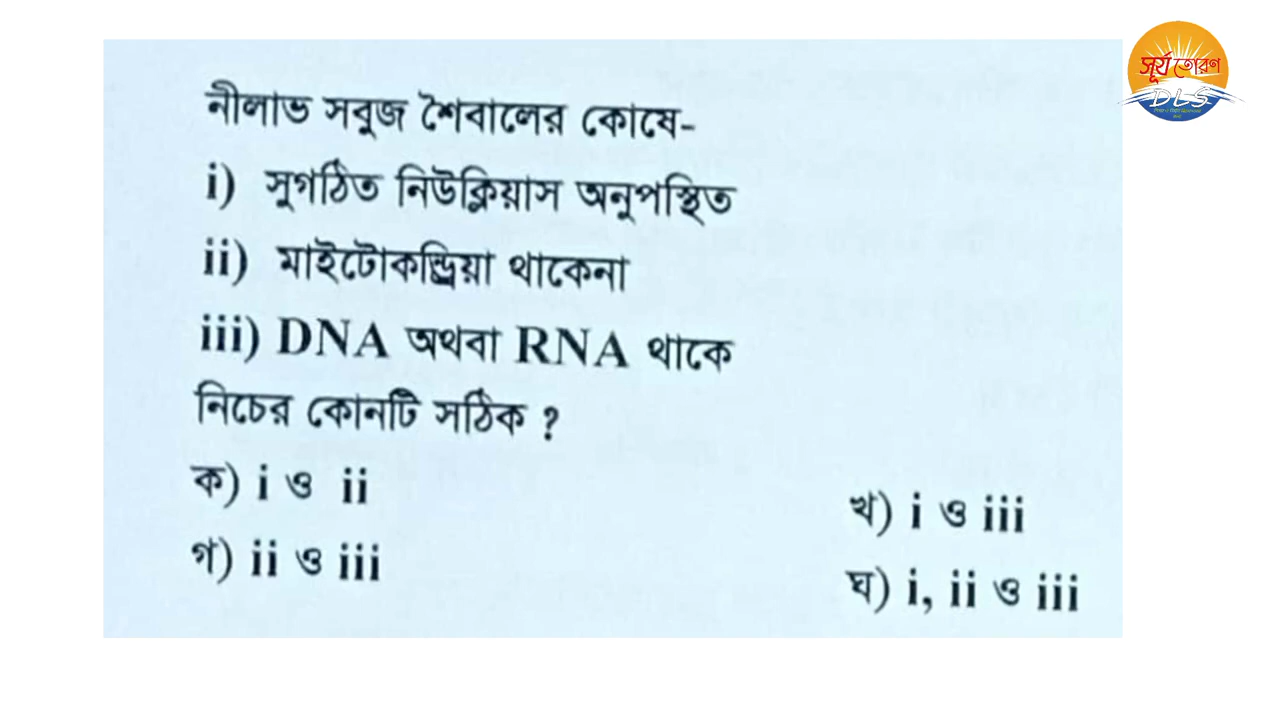 সূর্য তোরণ
DLS
নীলাভ সবুজ শৈবালের কোষে-
i) সুগঠিত নিউক্লিয়াস অনুপস্থিত
ii) মাইটোকন্ড্রিয়া থাকেনা
iii) DNA অথবা RNA থাকে
নিচের কোনটি সঠিক ?
ক) i ও ii
খ) i ও iii
গ) ii ও iii
ঘ) i, ii ও iii